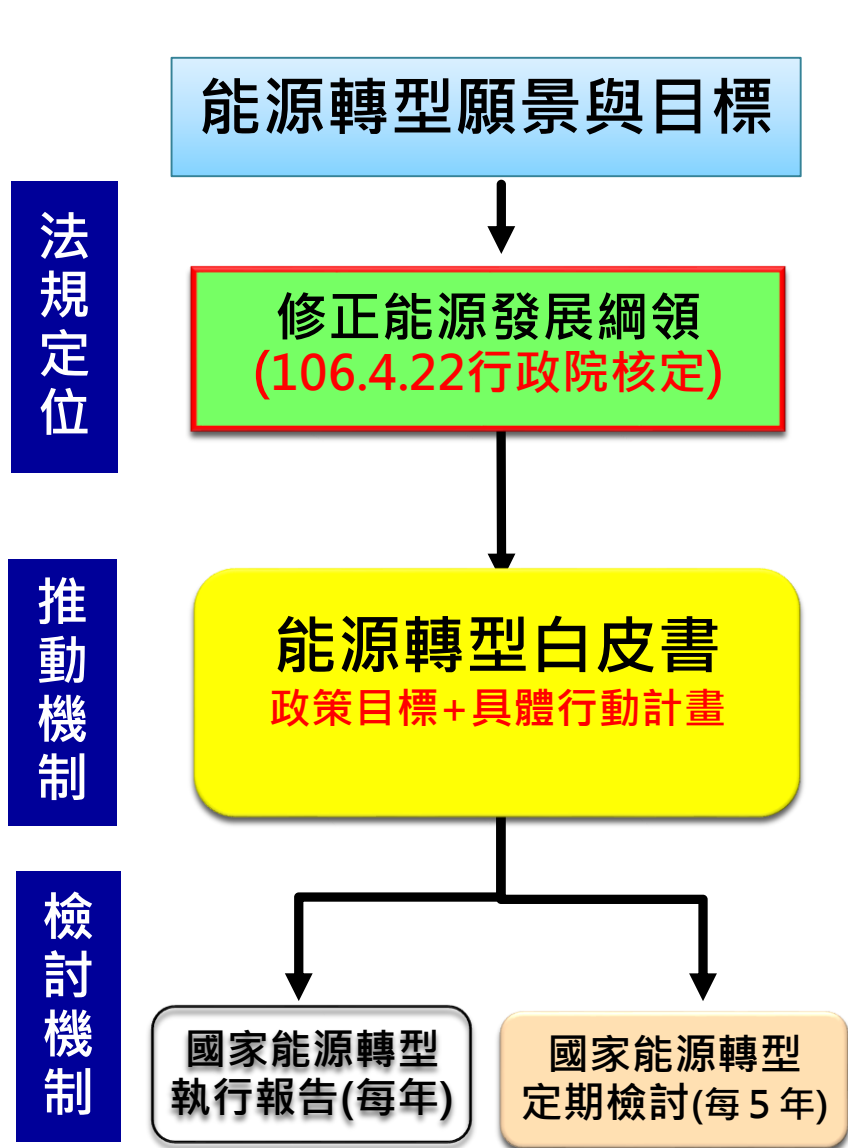 能源轉型願景與目標
法規定位
修正能源發展綱領
(106.4.22行政院核定)
推動機制
能源轉型白皮書
政策目標+具體行動計畫
檢討機制
國家能源轉型
執行報告(每年)
國家能源轉型
定期檢討(每5年)